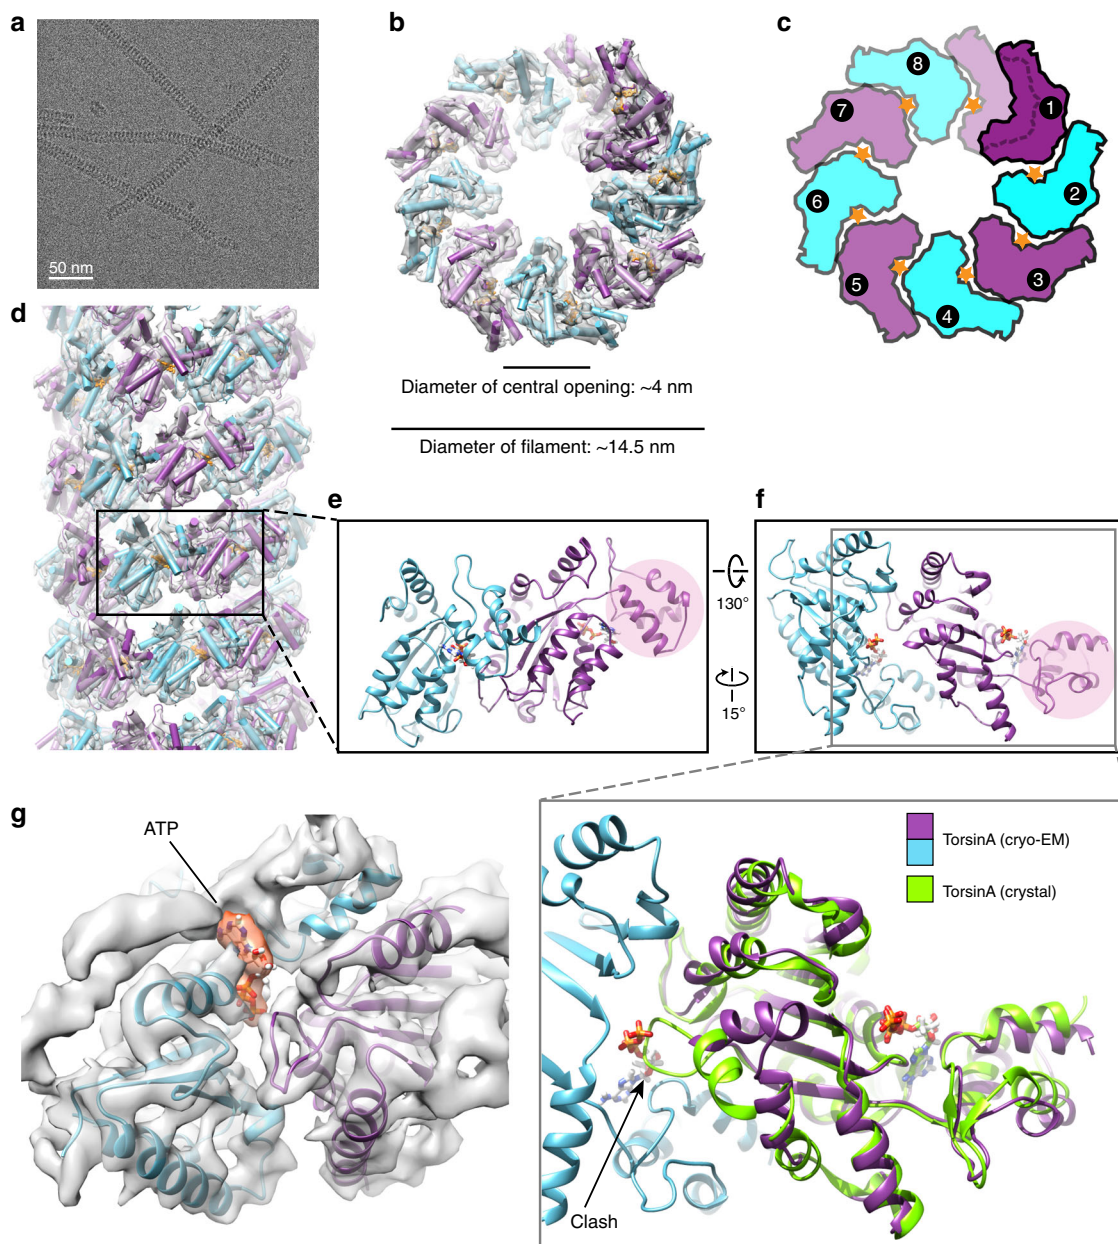 a
50 nm
b
Diameter of central opening: ~4 nm
Diameter of filament: ~14.5 nm
c
8
1
7
2
6
3
5
4
d
e
130°
15°
f
g
ATP
TorsinA (cryo-EM)
TorsinA (crystal)
Clash